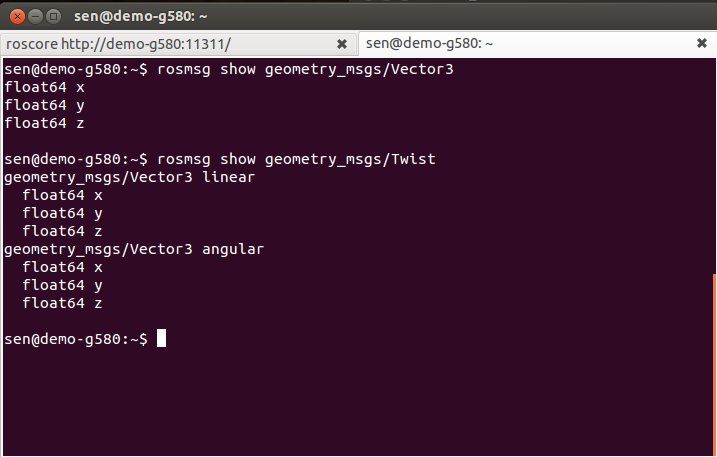 sen@demo-g580: ~
roscore http://demo-g580:11311/
sen@demo-g580: ~
sen@demo-g580:~$ rosmsg show geometry_msgs/Vector3
float64 x
float64 y
float64 z
sen@demo-g580:~$ rosmsg show geometry_msgs/Twist
geometry_msgs/Vector3 linear
  float64 x
  float64 y
  float64 z
geometry_msgs/Vector3 angular
  float64 x
  float64 y
  float64 z
sen@demo-g580:~$